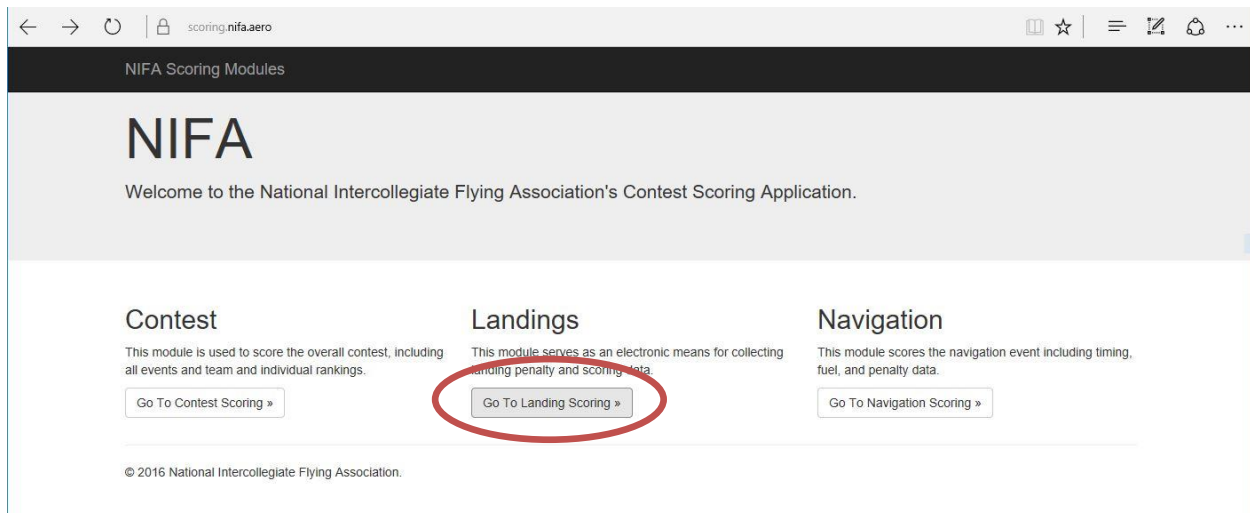 scoring.nifa.aero
NIFA Scoring Modules
NIFA
Welcome to the National Intercollegiate Flying Association's Contest Scoring Application.
Contest
This module is used to score the overall contest, including
all events and team and individual rankings.
Go To Contest Scoring »
Landings
This module serves as an electronic means for collecting
landing penalty and scoring data.
Go To Landing Scoring »
Navigation
This module scores the navigation event including timing,
fuel, and penalty data.
Go To Navigation Scoring »
© 2016 National Intercollegiate Flying Association.